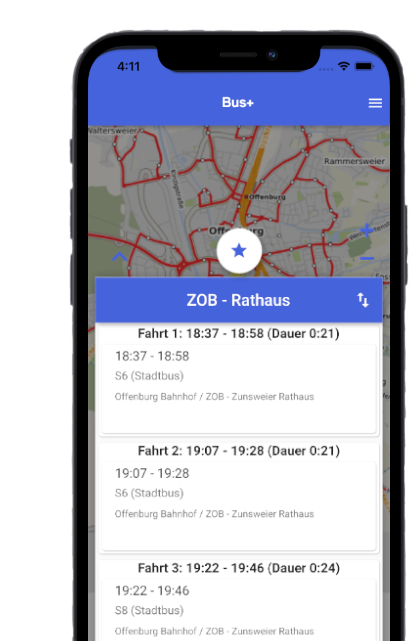 4:11
Bus+
Waltersweier
Rammersweier
Offenburg
ZOB - Rathaus
Fahrt 1: 18:37 - 18:58 (Dauer 0:21)
18:37 - 18:58
S6 (Stadtbus)
Offenburg Bahnhof / ZOB - Zunsweier Rathaus
Fahrt 2: 19:07 - 19:28 (Dauer 0:21)
19:07 - 19:28
S6 (Stadtbus)
Offenburg Bahnhof / ZOB - Zunsweier Rathaus
Fahrt 3: 19:22 - 19:46 (Dauer 0:24)
19:22 - 19:46
S8 (Stadtbus)
Offenburg Bahnhof / ZOB - Zunsweier Rathaus